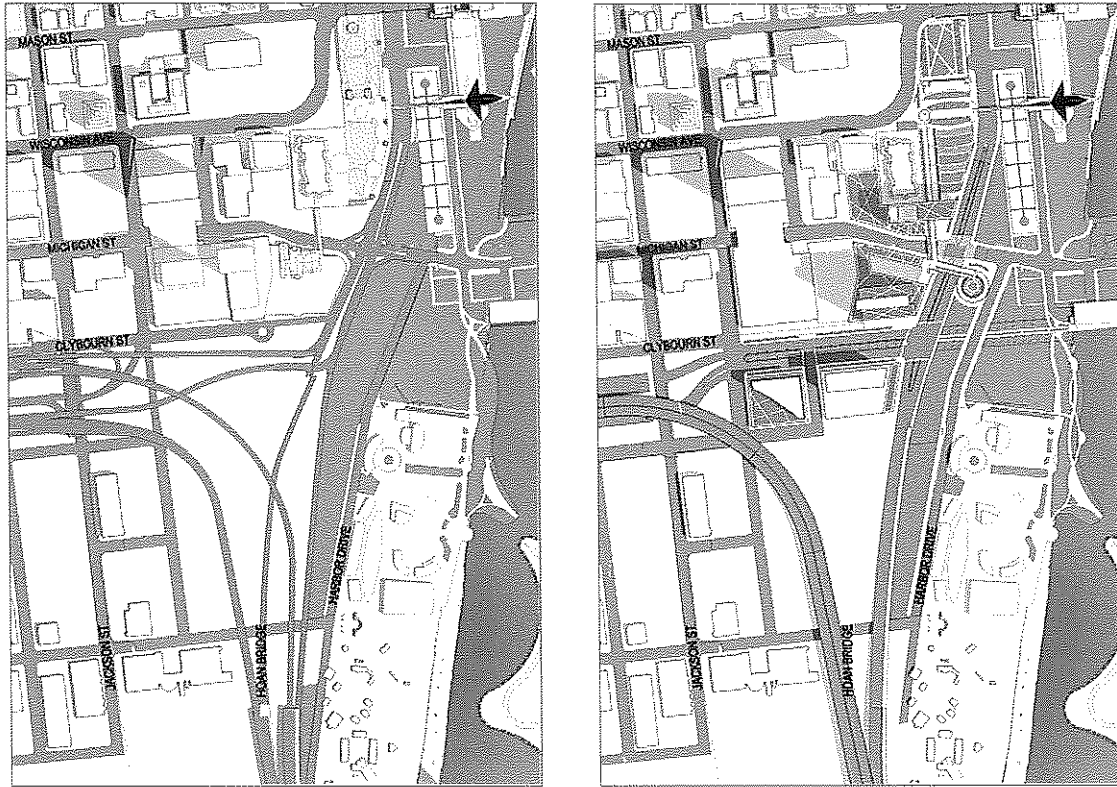 MASON ST
WISCONSIN AVE
MICHIGAN ST
CLYBOURN ST
HARBOR DRIVE
HOAN BRIDGE
JACKSON ST
MASON ST
WISCONSIN AVE
MICHIGAN ST
CLYBOURN ST
HARBOR DRIVE
HOAN BRIDGE
JACKSON ST